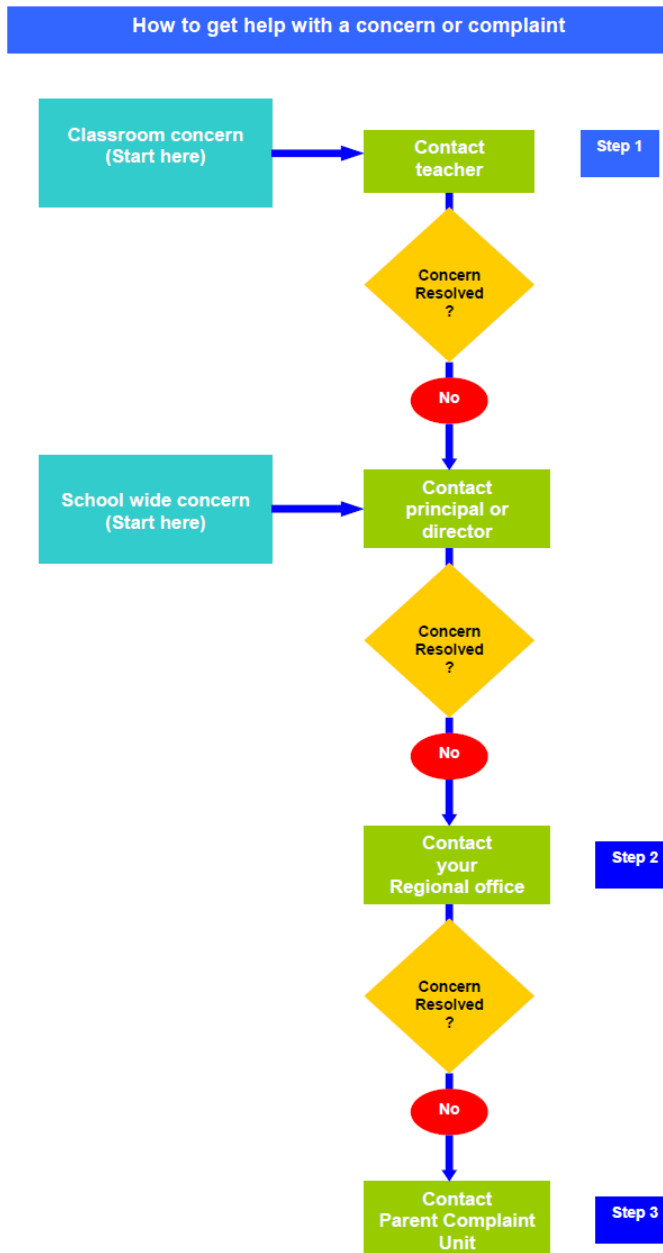 How to get help with a concern or complaint
Classroom concern
(Start here)
Contact
teacher
Step 1
Concern
Resolved
?
No
School wide concern
(Start here)
Contact
principal or
director
Concern
Resolved
?
No
Contact
your
Regional office
Step 2
Concern
Resolved
?
No
Contact
Parent Complaint
Unit
Step 3